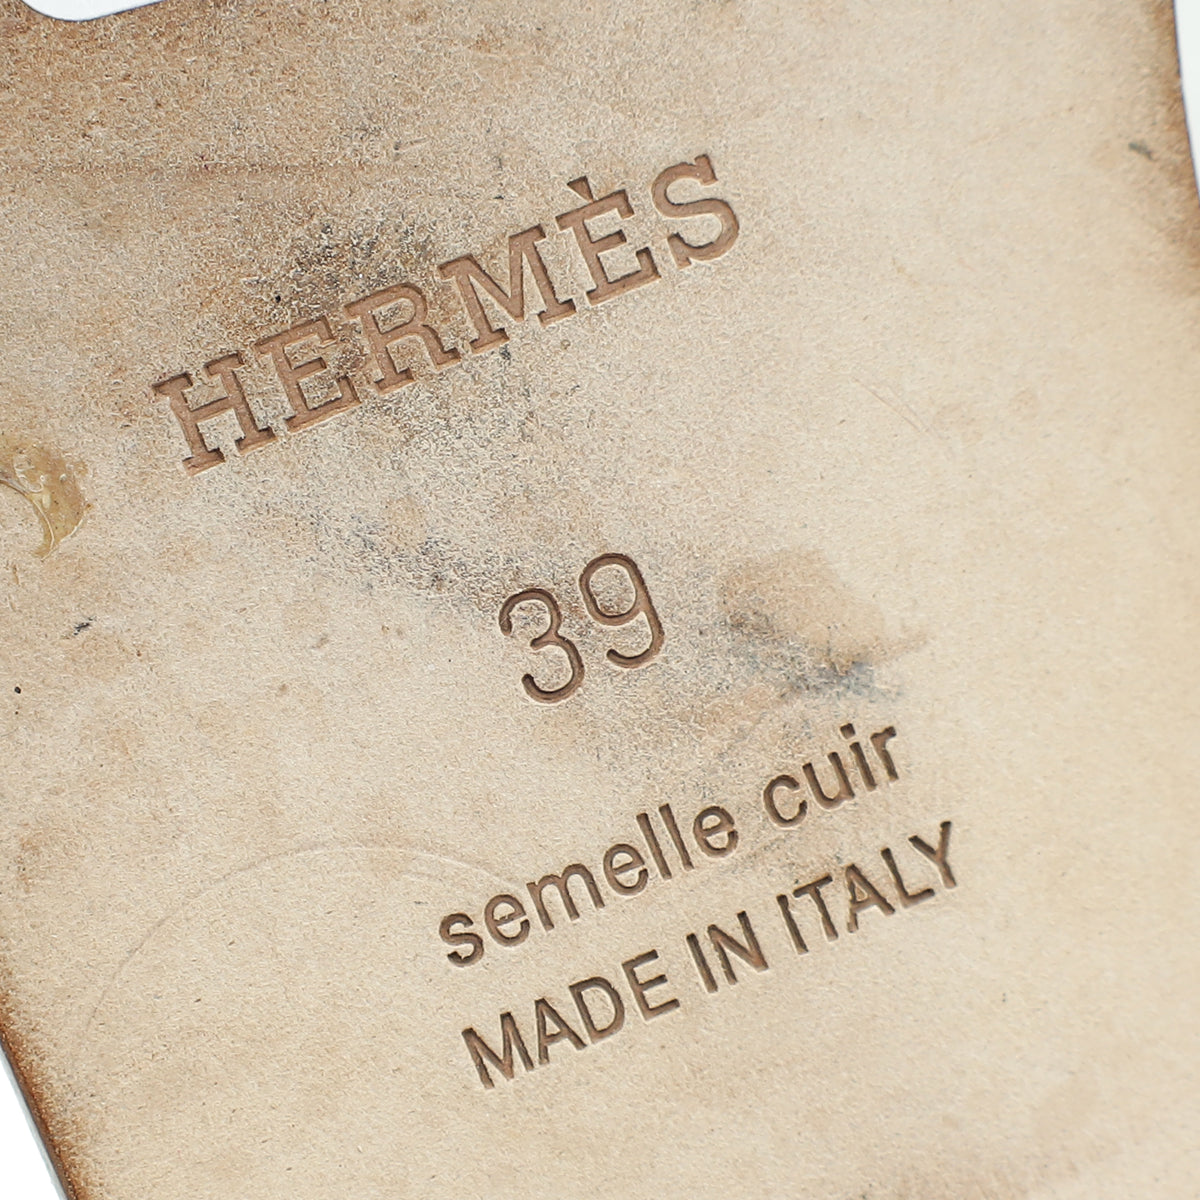 HERMÈS
39
semelle cuir
MADE IN ITALY